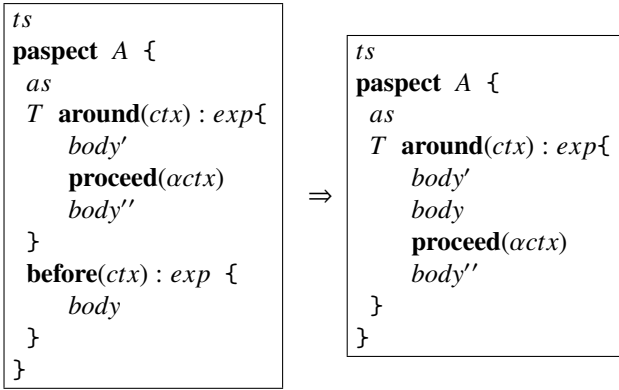 ts
paspect A {
as
T around(ctx) : exp{
body′
proceed(αctx)
body′′
}
before(ctx) : exp {
body
}
}
⇒
ts
paspect A {
as
T around(ctx) : exp{
body′
body
proceed(αctx)
body′′
}
}